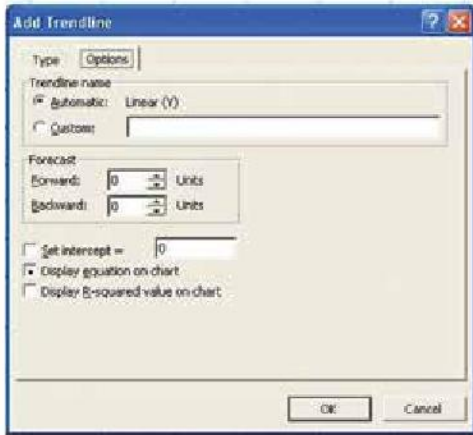 Add Trendline
Type Options
Trendline name
Automatic: Linear (Y)
Custom:
Forecast
Forward: 0 Units
Backward: 0 Units
Set intercept = 0
Display equation on chart
Display R-squared value on chart
OK Cancel